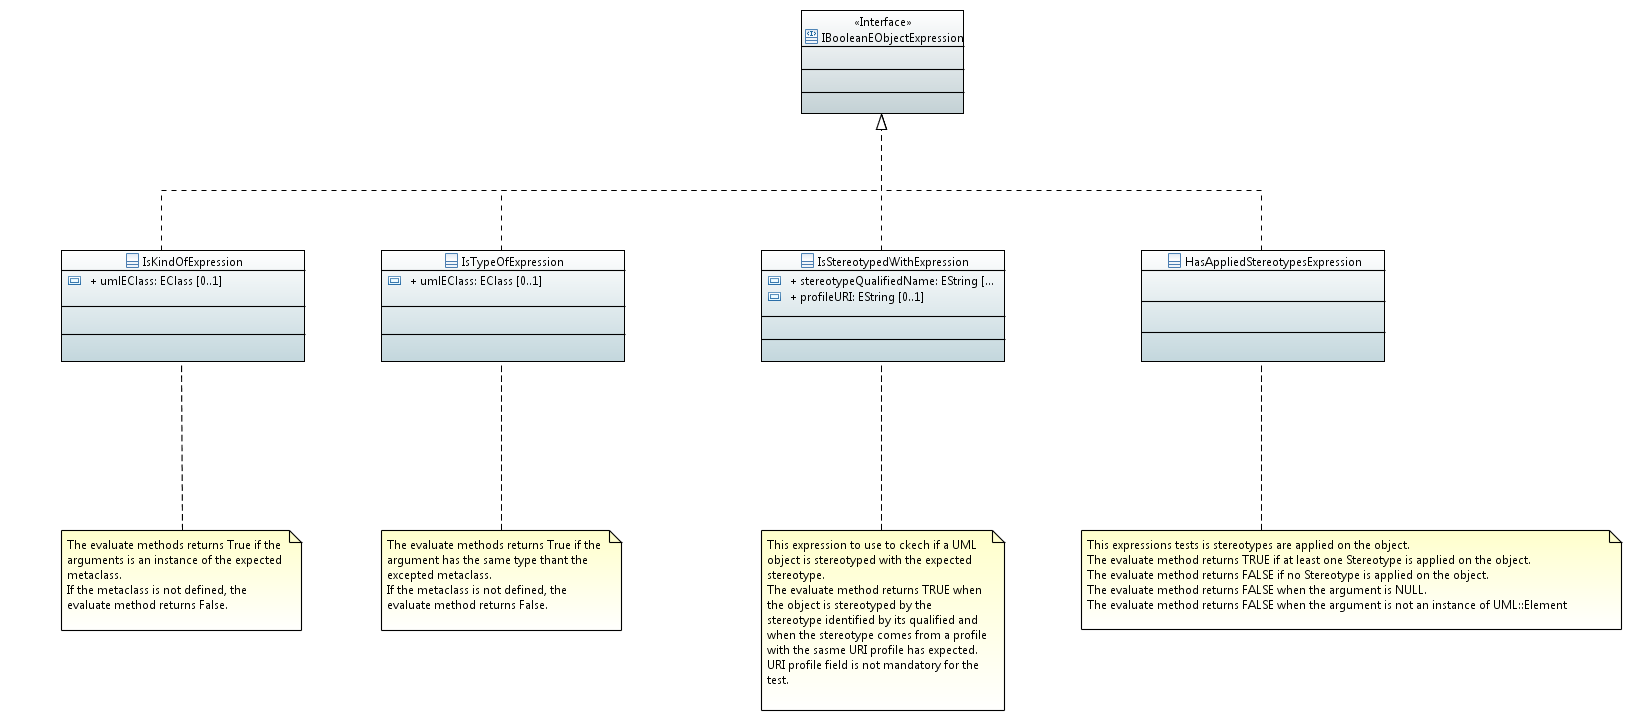 «Interface»
IBooleanEObjectExpression
IsKindOfExpression
+ umlEClass: EClass [0..1]
IsTypeOfExpression
+ umlEClass: EClass [0..1]
IsStereotypedWithExpression
+ stereotypeQualifiedName: EString [...
+ profileURI: EString [0..1]
HasAppliedStereotypesExpression
The evaluate methods returns True if the
arguments is an instance of the expected
metaclass.
If the metaclass is not defined, the
evaluate method returns False.
The evaluate methods returns True if the
argument has the same type thant the
excepted metaclass.
If the metaclass is not defined, the
evaluate method returns False.
This expression to use to ckech if a UML
object is stereotyped with the expected
stereotype.
The evaluate method returns TRUE when
the object is stereotyped by the
stereotype identified by its qualified and
when the stereotype comes from a profile
with the sasme URI profile has expected.
URI profile field is not mandatory for the
test.
This expressions tests is stereotypes are applied on the object.
The evaluate method returns TRUE if at least one Stereotype is applied on the object.
The evaluate method returns FALSE if no Stereotype is applied on the object.
The evaluate method returns FALSE when the argument is NULL.
The evaluate method returns FALSE when the argument is not an instance of UML::Element